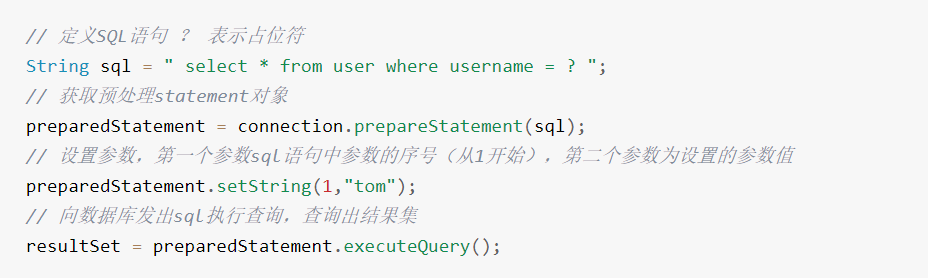 // 定义SQL语句 ？ 表示占位符
String sql = " select * from user where username = ? ";
// 获取预处理statement对象
preparedStatement = connection.prepareStatement(sql);
// 设置参数，第一个参数sql语句中参数的序号（从1开始），第二个参数为设置的参数值
preparedStatement.setString(1,"tom");
// 向数据库发出sql执行查询，查询出结果集
resultSet = preparedStatement.executeQuery();